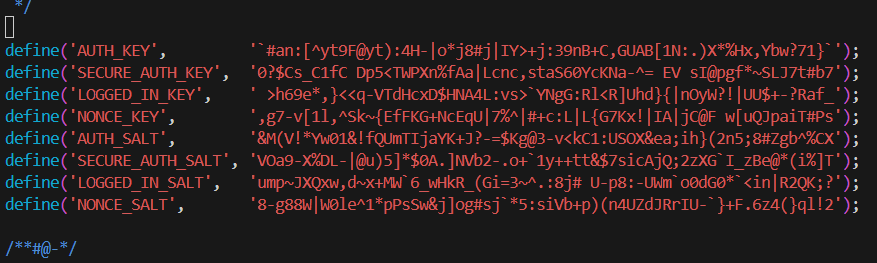 */
define('AUTH_KEY',         '`#an:[^yt9F@yt):4H-|o*j8#j|IY>+j:39nB+C,GUAB[1N:.)X*%Hx,Ybw?71}`');
define('SECURE_AUTH_KEY',  '0?$Cs_C1fC Dp5<TWPXn%fAa|Lcnc,staS60YcKNa-^= EV sI@pgf*~SLJ7t#b7');
define('LOGGED_IN_KEY',    ' >h69e*,}<<q-VTdHcxD$HNA4L:vs>`YNgG:Rl<R]Uhd}{|nOyW?!|UU$+-?Raf_');
define('NONCE_KEY',        ',g7-v[1l,^Sk~{EfFKG+NcEqU|7%^|#+c:L|L{G7Kx!|IA|jC@F w[uQJpaiT#Ps');
define('AUTH_SALT',        '&M(V!*Yw01&!fQUmTIjaYK+J?-=$Kg@3-v<kC1:USOX&ea;ih}(2n5;8#Zgb^%CX');
define('SECURE_AUTH_SALT', 'VOa9-X%DL-|@u)5]*$0A.]NVb2-.o+`1y++tt&$7sicAjQ;2zXG`I_zBe@*(i%]T');
define('LOGGED_IN_SALT',   'ump~JXQxw,d~x+MW`6_wHkR_(Gi=3~^.:8j# U-p8:-UWm`o0dG0*`<in|R2QK;?');
define('NONCE_SALT',       '8-g88W|W0le^1*pPsSw&j]og#sj`*5:siVb+p)(n4UZdJRrIU-`}+F.6z4(}ql!2');
/**#@-*/